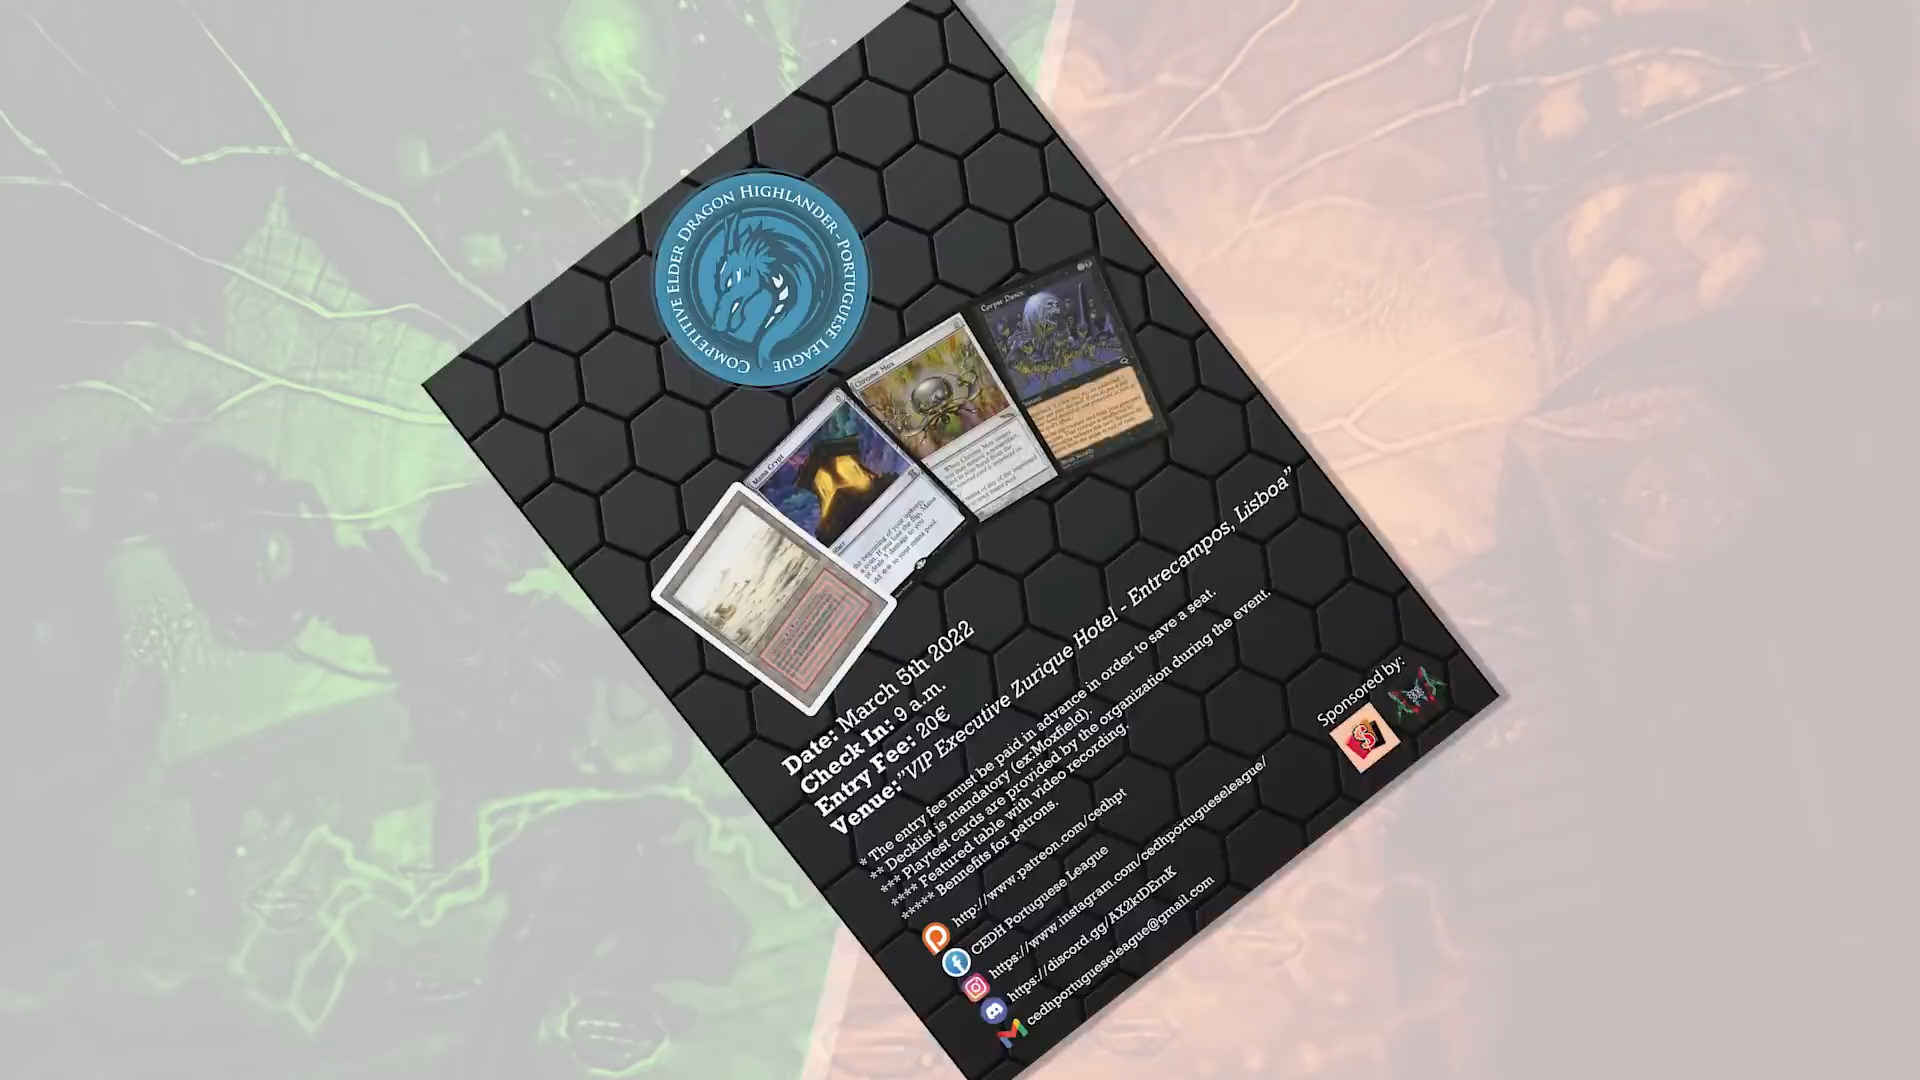 COMPETITIVE ELDER DRAGON HIGHLANDER-PORTUGUESE LEAGUE
Corpse Dance
Chrome Mox
Mana Crypt
Date: March 5th 2022
Check In: 9 a.m.
Entry Fee: 20€
Venue:"VIP Executive Zurique Hotel - Entrecampos, Lisboa"
* The entry fee must be paid in advance in order to save a seat.
** Decklist is mandatory (ex:Moxfield).
*** Playtest cards are provided by the organization during the event.
**** Featured table with video recording.
***** Bennefits for patrons.
http://www.patreon.com/cedhpt
CEDH Portuguese League
https://www.instagram.com/cedhportugueseleague/
https://discord.gg/AX2ktDErnK
cedhportugueseleague@gmail.com
Sponsored by: